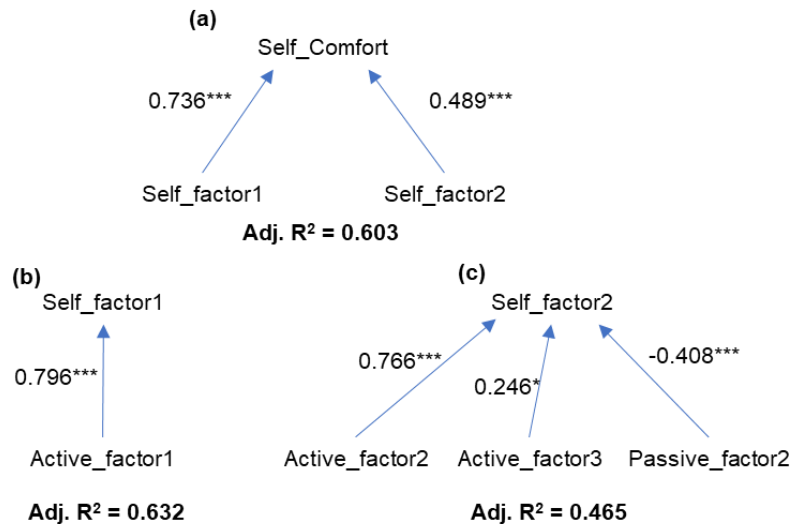 (a)
Self_Comfort
0.736*** 0.489***
Self_factor1 Self_factor2
Adj. R² = 0.603
(b)
Self_factor1
0.796***
Active_factor1
Adj. R² = 0.632
(c)
Self_factor2
0.766*** 0.246* -0.408***
Active_factor2 Active_factor3 Passive_factor2
Adj. R² = 0.465